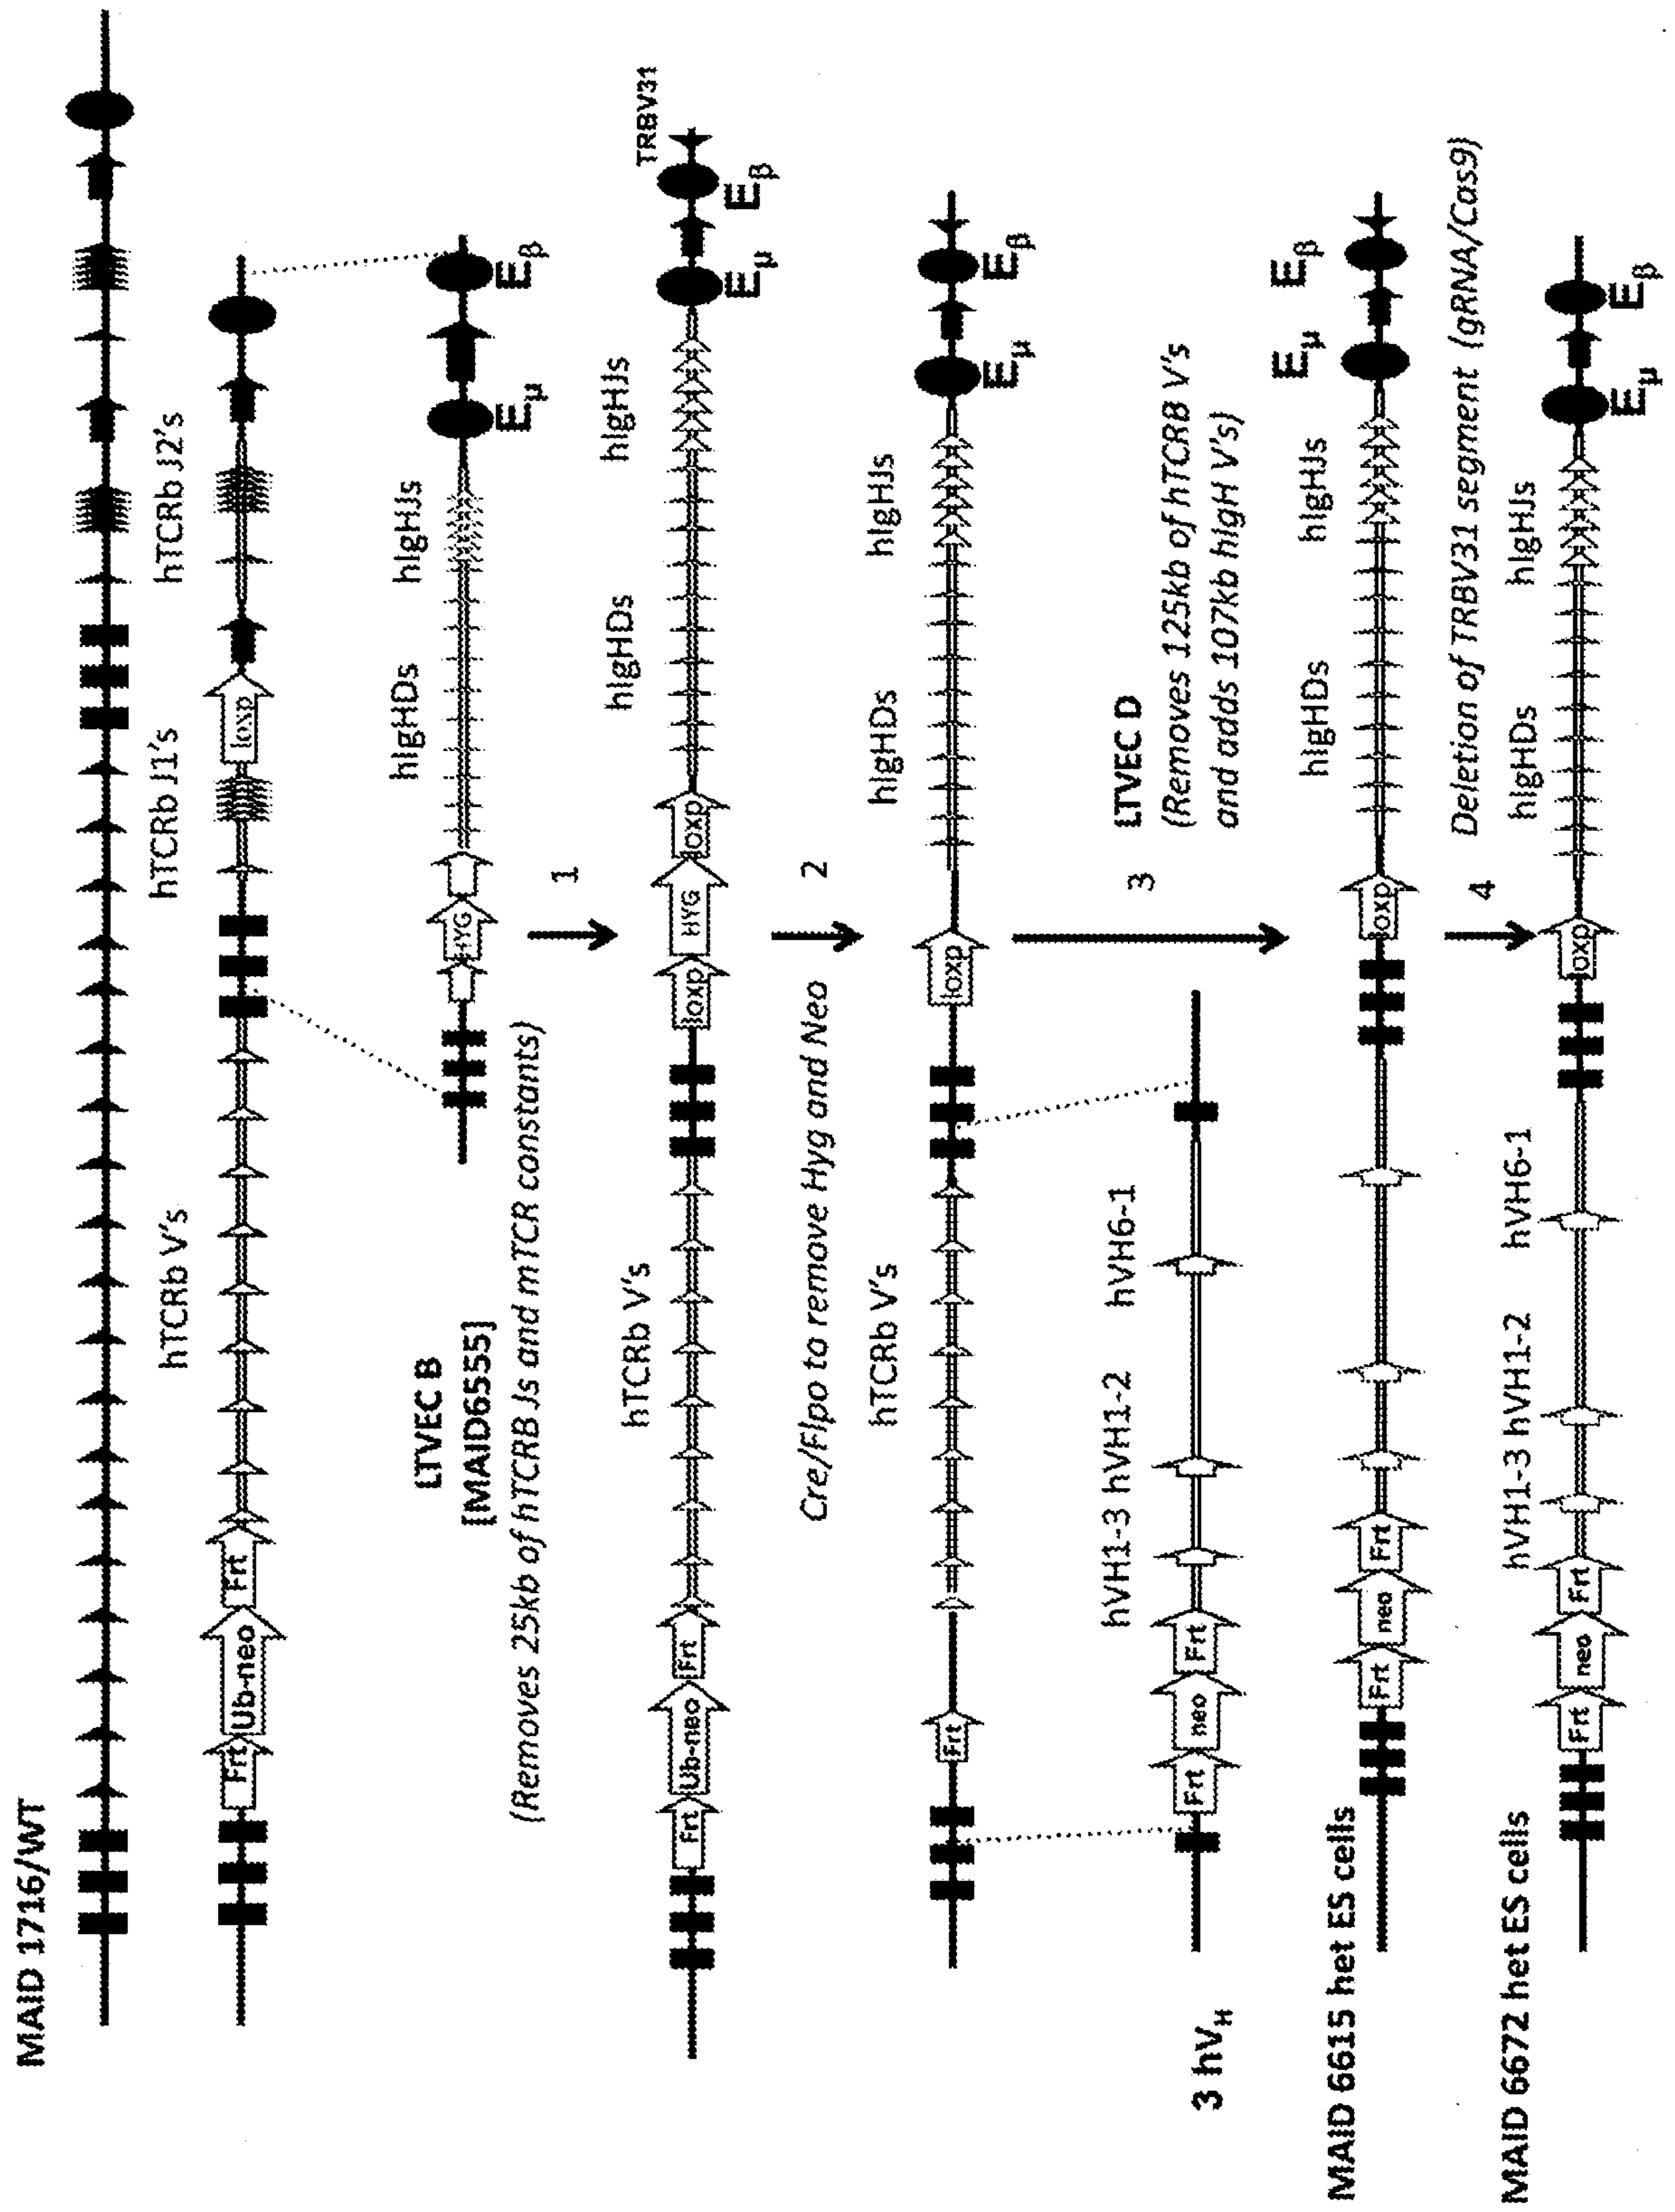 MAID 1716/WT
hTCRb V's
hTCRb J1's
hTCRb J2's
Frt
Ub-neo
Frt
loxp
LTVEC B
[MAID6555]
(Removes 25kb of hTCRB Js and mTCR constants)
HYG
hIgHDs
hIgHJs
Eμ
Eβ
1
hTCRb V's
hIgHDs
hIgHJs
TRBV31
Frt
Ub-neo
Frt
loxp
HYG
loxp
Eμ
Eβ
Cre/Flpo to remove Hyg and Neo
2
hTCRb V's
hIgHDs
hIgHJs
Frt
loxp
Eμ
Eβ
3
LTVEC D
(Removes 125kb of hTCRB V's
and adds 107kb hIgH V's)
3 hVH
hVH1-3 hVH1-2
hVH6-1
Frt
neo
Frt
MAID 6615 het ES cells
hIgHDs
hIgHJs
Eμ
Eβ
Frt
neo
Frt
loxp
4
Deletion of TRBV31 segment (gRNA/Cas9)
MAID 6672 het ES cells
hVH1-3 hVH1-2
hVH6-1
hIgHDs
hIgHJs
Frt
neo
Frt
loxp
Eμ
Eβ